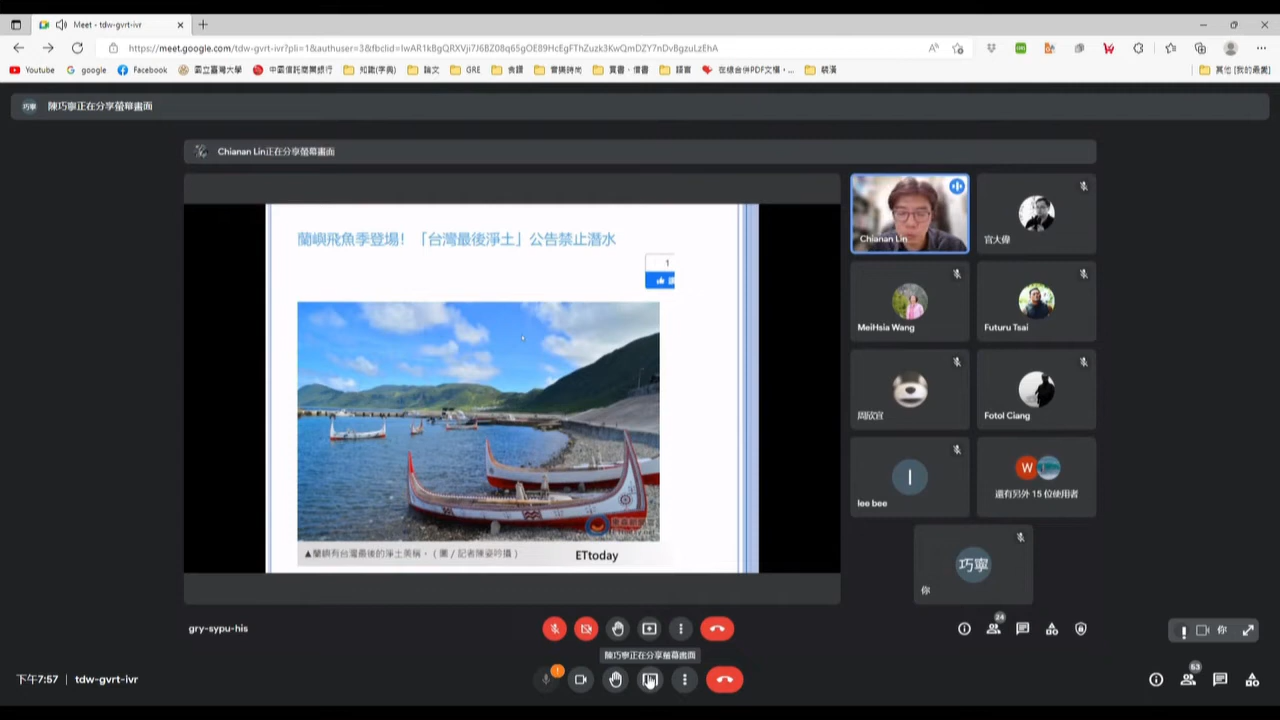 Meet - tdw-gvrt-ivr
https://meet.google.com/tdw-gvrt-ivr?pli=1&authuser=3&fbclid=IwAR1kBgQRXVji7J6BZ08q65gOE89HcEgFThZuzk3KwQmDZY7nDvBgzuLzEhA
Youtube
google
Facebook
國立臺灣大學
中國信託商業銀行
知識(字典)
論文
GRE
食譜
音樂時尚
買書、借書
語言
在線合併PDF文檔，...
裝潢
其他 [我的最愛]
巧寧 陳巧寧正在分享螢幕畫面
Chianan Lin正在分享螢幕畫面
蘭嶼飛魚季登場！「台灣最後淨土」公告禁止潛水
1
▲蘭嶼有台灣最後的淨土美稱。（圖／記者陳姿吟攝）
ETtoday
Chianan Lin
官大偉
MeiHsia Wang
Futuru Tsai
周欣宜
Fotol Ciang
I
lee bee
W
還有另外 15 位使用者
巧寧
你
gry-sypu-his
24
你
陳巧寧正在分享螢幕畫面
下午7:57 | tdw-gvrt-ivr
53